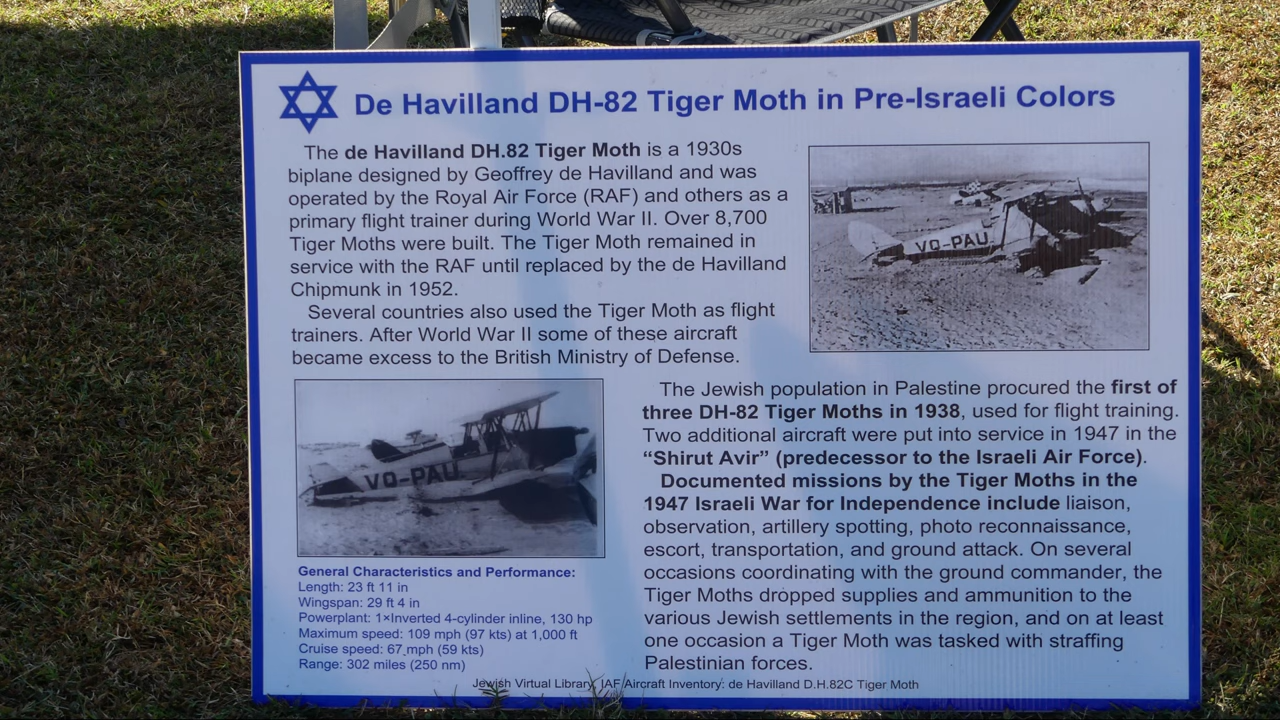 De Havilland DH-82 Tiger Moth in Pre-Israeli Colors
The de Havilland DH.82 Tiger Moth is a 1930s
biplane designed by Geoffrey de Havilland and was
operated by the Royal Air Force (RAF) and others as a
primary flight trainer during World War II. Over 8,700
Tiger Moths were built. The Tiger Moth remained in
service with the RAF until replaced by the de Havilland
Chipmunk in 1952.
Several countries also used the Tiger Moth as flight
trainers. After World War II some of these aircraft
became excess to the British Ministry of Defense.
VQ-PAU
VQ-PAU
General Characteristics and Performance:
Length: 23 ft 11 in
Wingspan: 29 ft 4 in
Powerplant: 1×Inverted 4-cylinder inline, 130 hp
Maximum speed: 109 mph (97 kts) at 1,000 ft
Cruise speed: 67 mph (59 kts)
Range: 302 miles (250 nm)
The Jewish population in Palestine procured the first of
three DH-82 Tiger Moths in 1938, used for flight training.
Two additional aircraft were put into service in 1947 in the
“Shirut Avir” (predecessor to the Israeli Air Force).
Documented missions by the Tiger Moths in the
1947 Israeli War for Independence include liaison,
observation, artillery spotting, photo reconnaissance,
escort, transportation, and ground attack. On several
occasions coordinating with the ground commander, the
Tiger Moths dropped supplies and ammunition to the
various Jewish settlements in the region, and on at least
one occasion a Tiger Moth was tasked with straffing
Palestinian forces.
Jewish Virtual Library, IAF Aircraft Inventory: de Havilland D.H.82C Tiger Moth